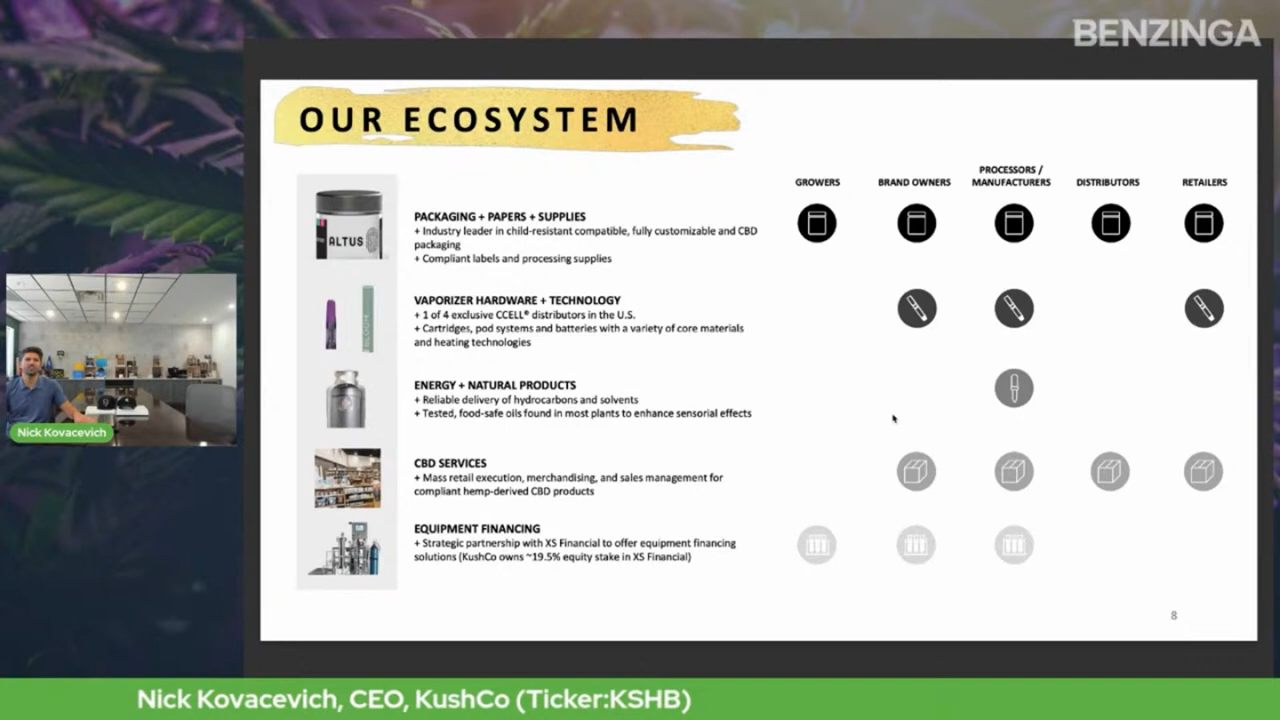 BENZINGA
OUR ECOSYSTEM
GROWERS
BRAND OWNERS
PROCESSORS /
MANUFACTURERS
DISTRIBUTORS
RETAILERS
ALTUS
PACKAGING + PAPERS + SUPPLIES
+ Industry leader in child-resistant compatible, fully customizable and CBD
packaging
+ Compliant labels and processing supplies
BLOOM
VAPORIZER HARDWARE + TECHNOLOGY
+ 1 of 4 exclusive CCELL® distributors in the U.S.
+ Cartridges, pod systems and batteries with a variety of core materials
and heating technologies
ENERGY + NATURAL PRODUCTS
+ Reliable delivery of hydrocarbons and solvents
+ Tested, food-safe oils found in most plants to enhance sensorial effects
CBD SERVICES
+ Mass retail execution, merchandising, and sales management for
compliant hemp-derived CBD products
EQUIPMENT FINANCING
+ Strategic partnership with XS Financial to offer equipment financing
solutions (KushCo owns ~19.5% equity stake in XS Financial)
8
Nick Kovacevich
Nick Kovacevich, CEO, KushCo (Ticker:KSHB)